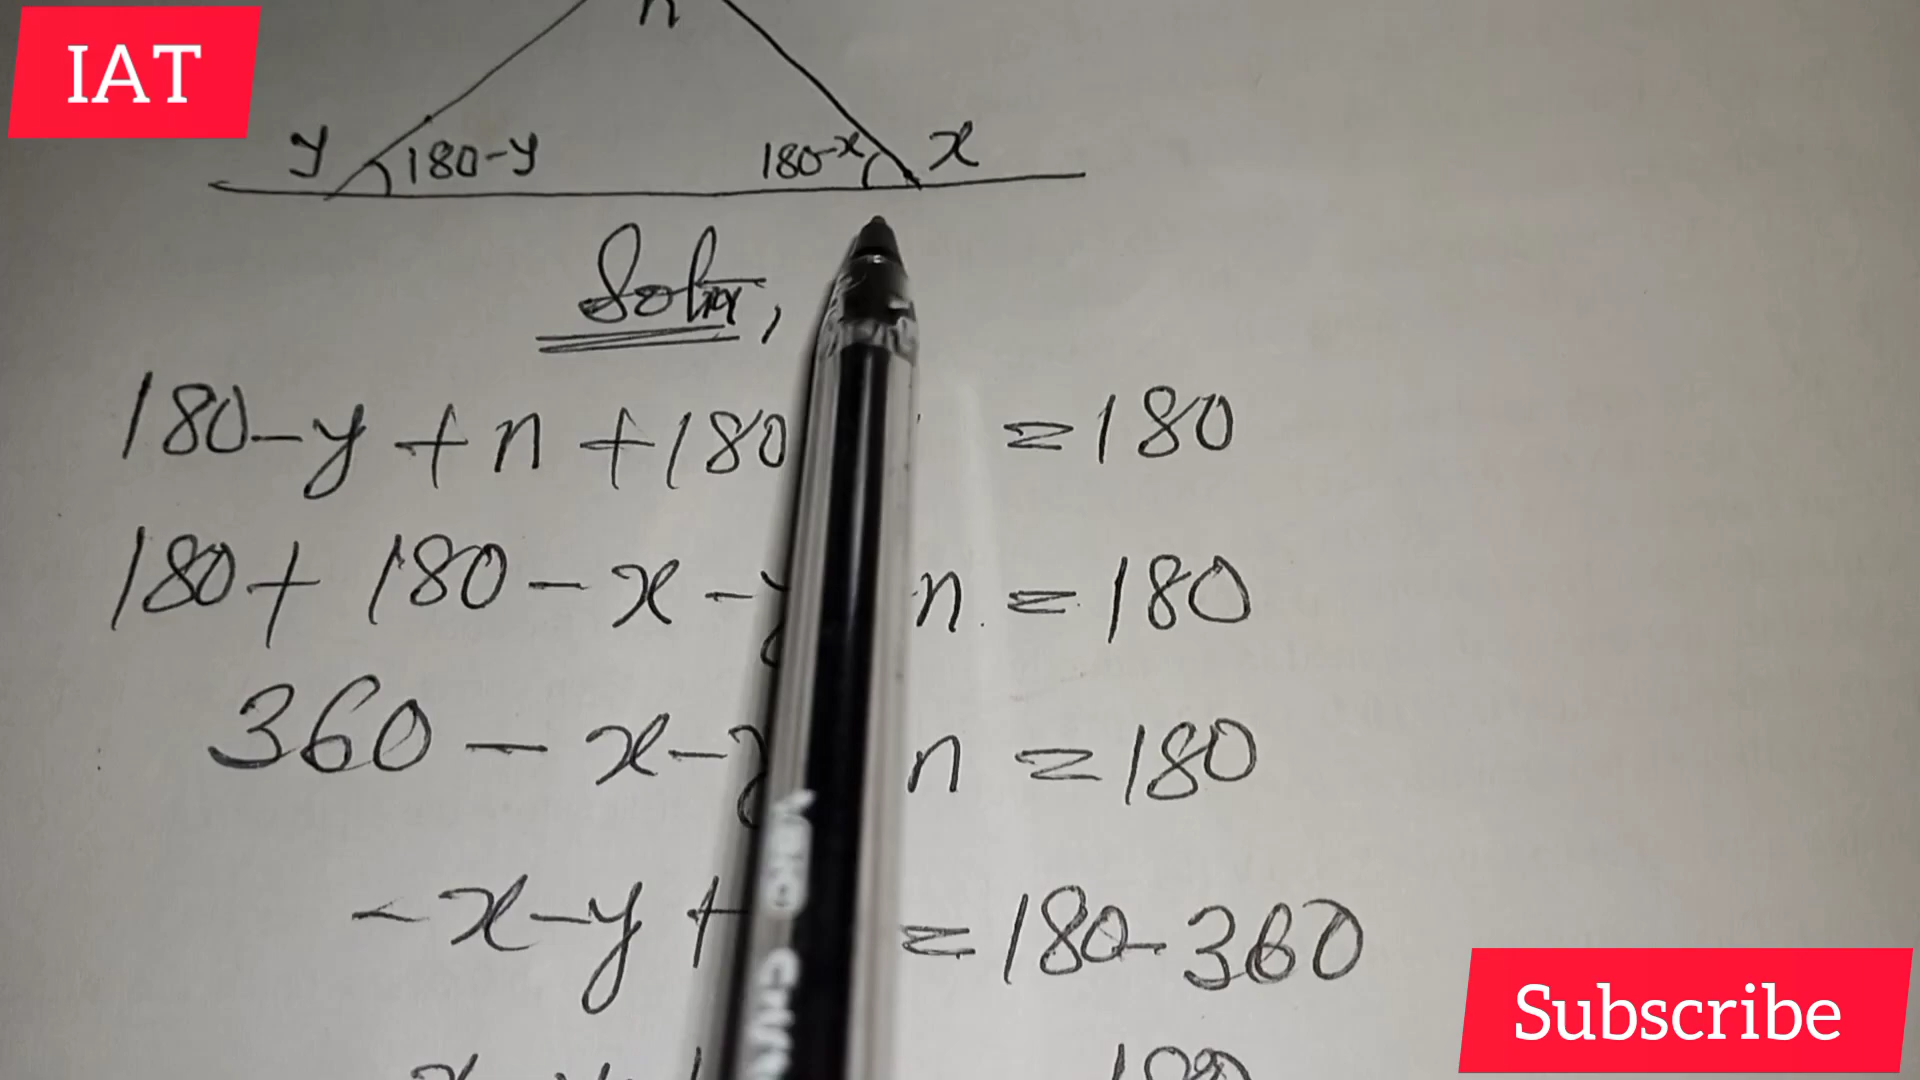 IAT
n
y 180-y 180-x x
Soln,
180-y+n+180 =180
180+180-x- n=180
360-x- n=180
-x-y+ =180-360
Subscribe